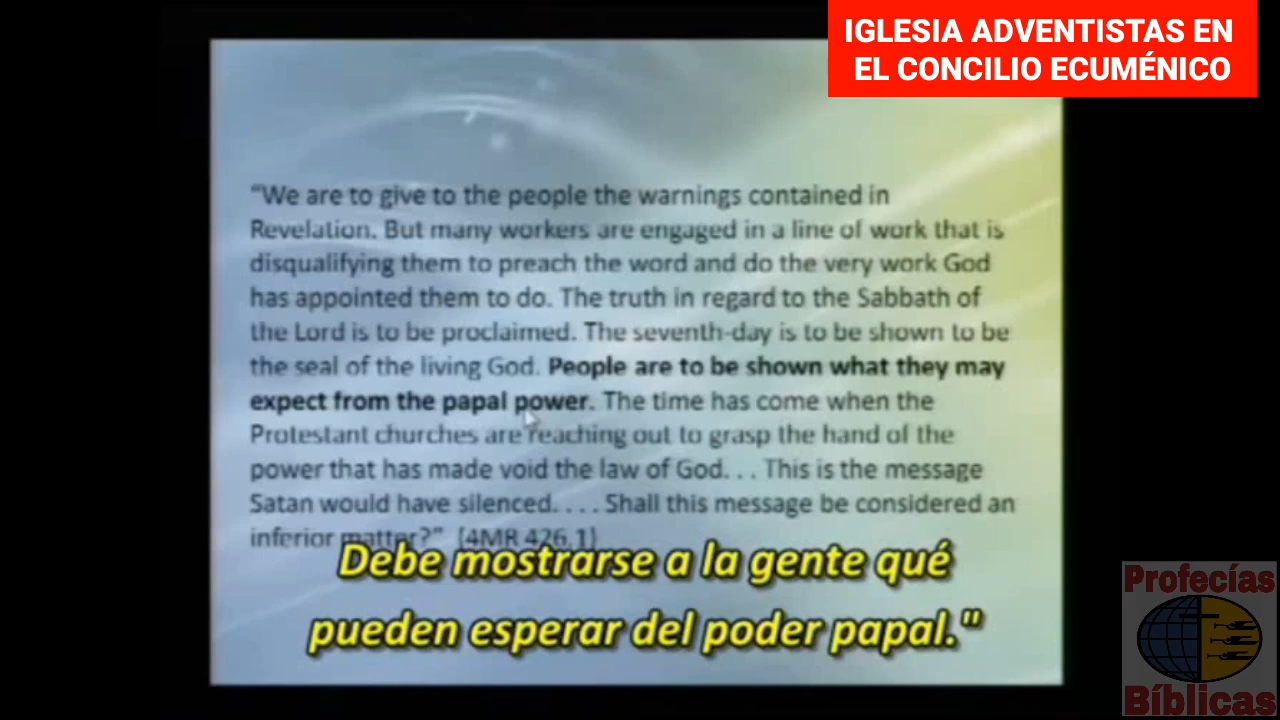 IGLESIA ADVENTISTAS EN
EL CONCILIO ECUMÉNICO
“We are to give to the people the warnings contained in
Revelation. But many workers are engaged in a line of work that is
disqualifying them to preach the word and do the very work God
has appointed them to do. The truth in regard to the Sabbath of
the Lord is to be proclaimed. The seventh-day is to be shown to be
the seal of the living God. People are to be shown what they may
expect from the papal power. The time has come when the
Protestant churches are reaching out to grasp the hand of the
power that has made void the law of God. . . This is the message
Satan would have silenced. . . . Shall this message be considered an
inferior matter?” {4MR 426.1}
Debe mostrarse a la gente qué
pueden esperar del poder papal."
Profecías
Bíblicas